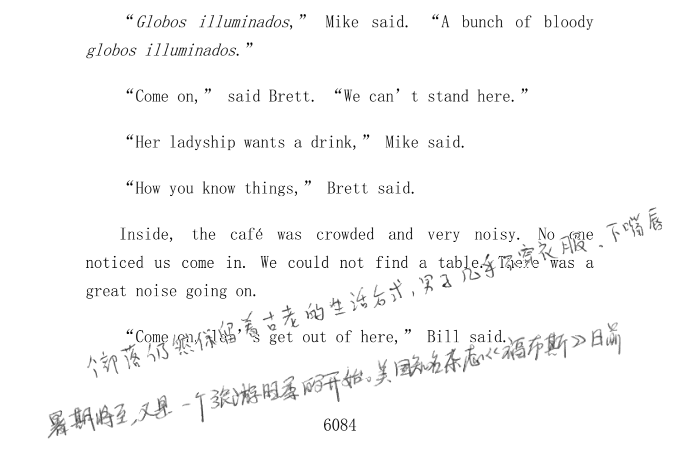 “Globos illuminados,” Mike said. “A bunch of bloody
globos illuminados.”
“Come on,” said Brett. “We can’t stand here.”
“Her ladyship wants a drink,” Mike said.
“How you know things,” Brett said.
Inside, the café was crowded and very noisy. No one
noticed us come in. We could not find a table. There was a
great noise going on.
“Come on, let’s get out of here,” Bill said.
个部落仍然保留着古老的生活方式,男子几乎不穿衣服、下嘴唇
暑期将至,又是一个旅游旺季的开始。美国知名杂志《福布斯》日前
6084